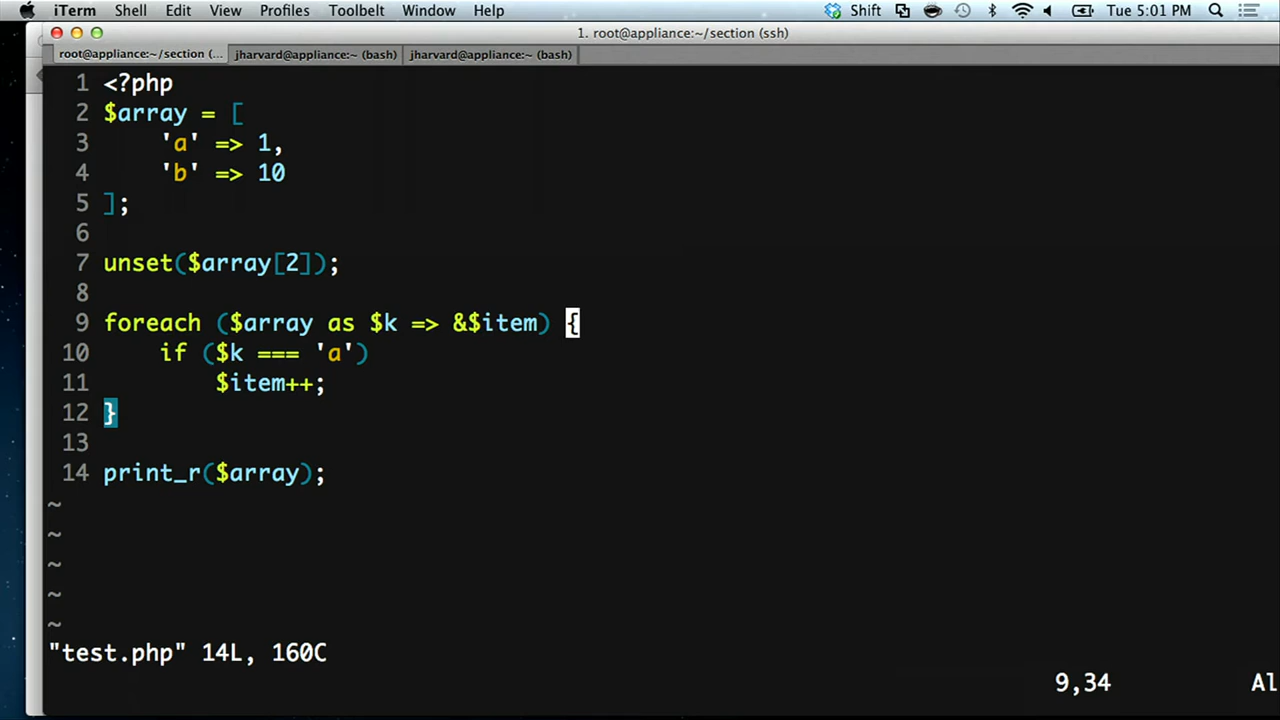 iTerm Shell Edit View Profiles Toolbelt Window Help Shift Tue 5:01 PM
1. root@appliance:~/section (ssh)
root@appliance:~/section (... jharvard@appliance:~ (bash) jharvard@appliance:~ (bash)
1 <?php
2 $array = [
3     'a' => 1,
4     'b' => 10
5 ];
6
7 unset($array[2]);
8
9 foreach ($array as $k => &$item) {
10     if ($k === 'a')
11         $item++;
12 }
13
14 print_r($array);
~
~
~
~
~
"test.php" 14L, 160C
9,34 Al